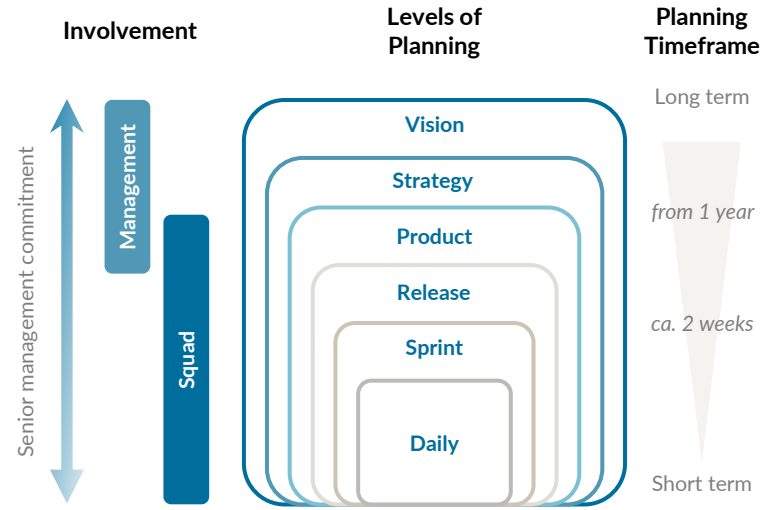 Involvement
Levels of
Planning
Planning
Timeframe
Senior management commitment
Management
Squad
Vision
Strategy
Product
Release
Sprint
Daily
Long term
from 1 year
ca. 2 weeks
Short term